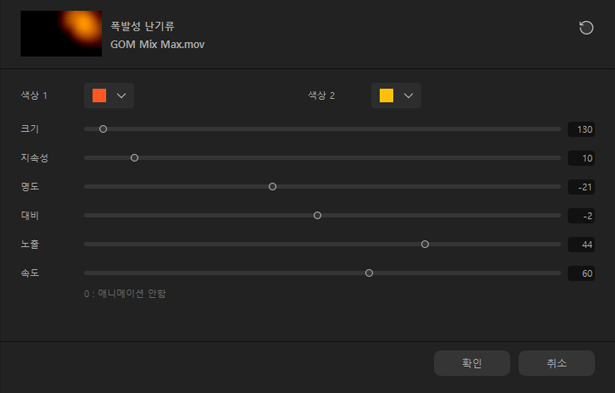 폭발성 난기류
GOM Mix Max.mov
색상 1
색상 2
크기 130
지속성 10
명도 -21
대비 -2
노출 44
속도 60
0 : 애니메이션 안함
확인 취소